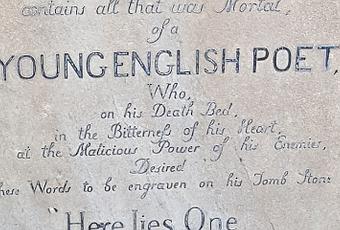 contains all that was Mortal,
of a
YOUNG ENGLISH POET,
Who,
on his Death Bed,
in the Bitterness of his Heart,
at the Malicious Power of his Enemies,
Desired
these Words to be engraven on his Tomb Stone
"Here lies One